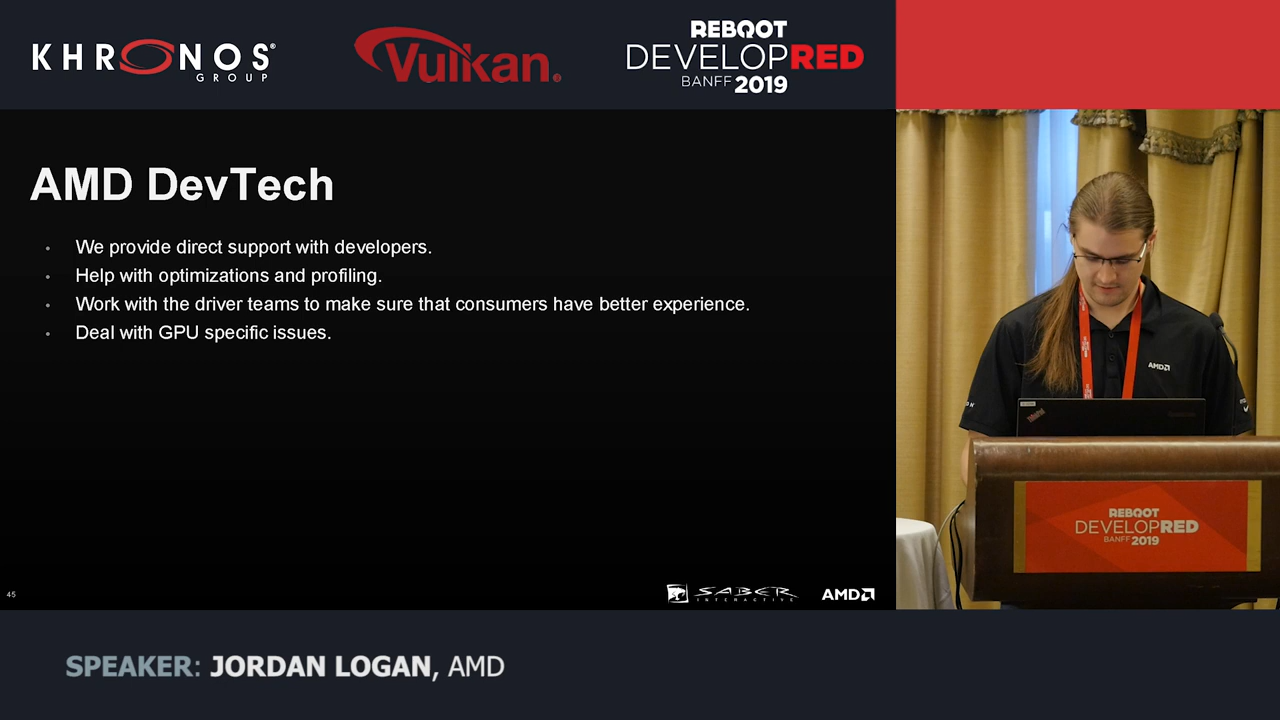 KHRONOS®
GROUP
Vulkan®
REBOOT
DEVELOPRED
BANFF 2019
AMD DevTech
• We provide direct support with developers.
• Help with optimizations and profiling.
• Work with the driver teams to make sure that consumers have better experience.
• Deal with GPU specific issues.
45
SABER
INTERACTIVE
AMD
AMD
ThinkPad
REBOOT
DEVELOPRED
BANFF 2019
SPEAKER: JORDAN LOGAN, AMD